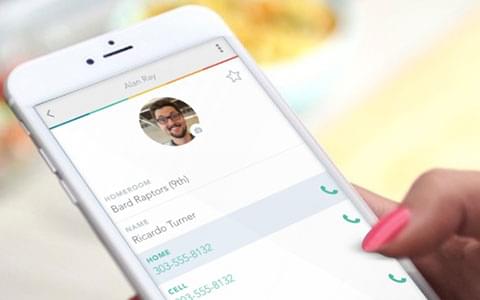 Alan Ray
HOMEROOM
Bard Raptors (9th)
NAME
Ricardo Turner
HOME
303-555-8132
CELL
303-555-8132